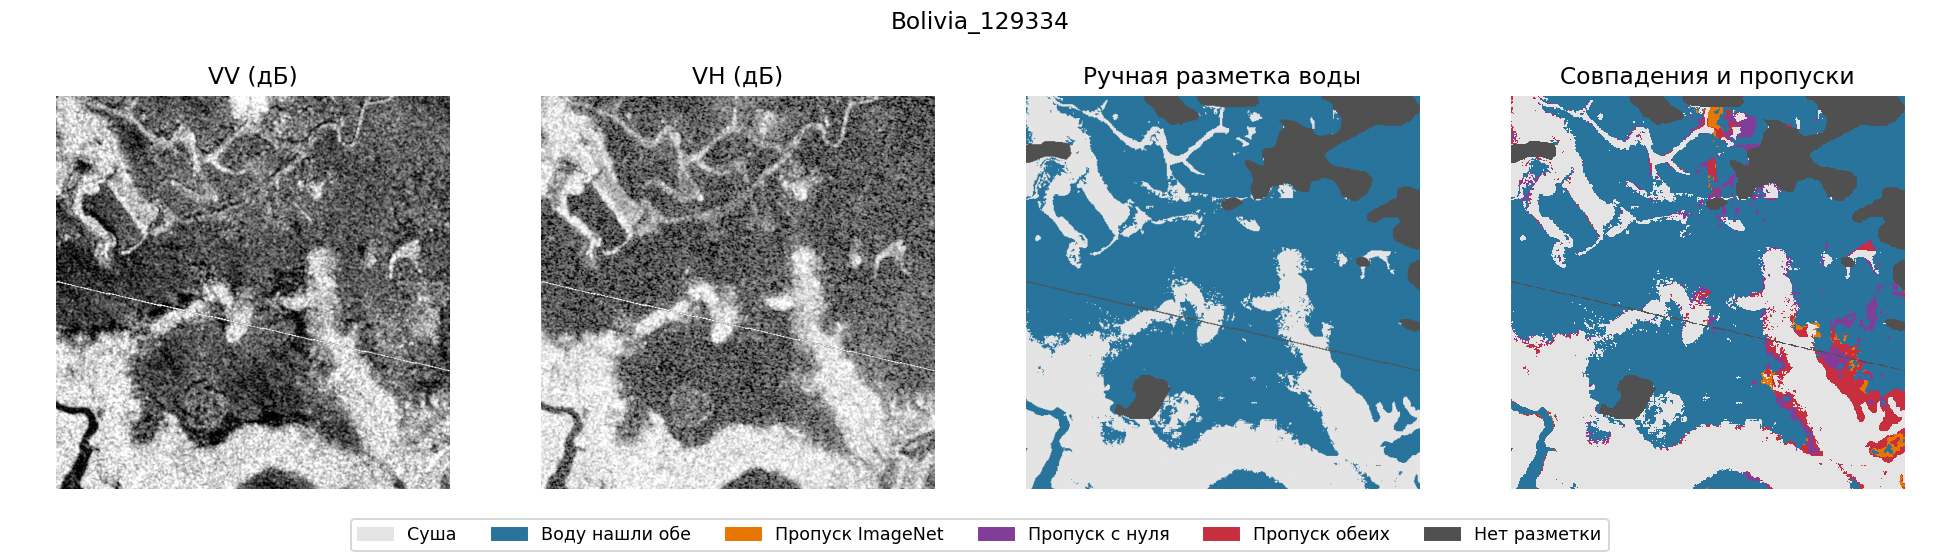 Bolivia_129334
VV (дБ)
VH (дБ)
Ручная разметка воды
Совпадения и пропуски
Суша
Воду нашли обе
Пропуск ImageNet
Пропуск с нуля
Пропуск обеих
Нет разметки